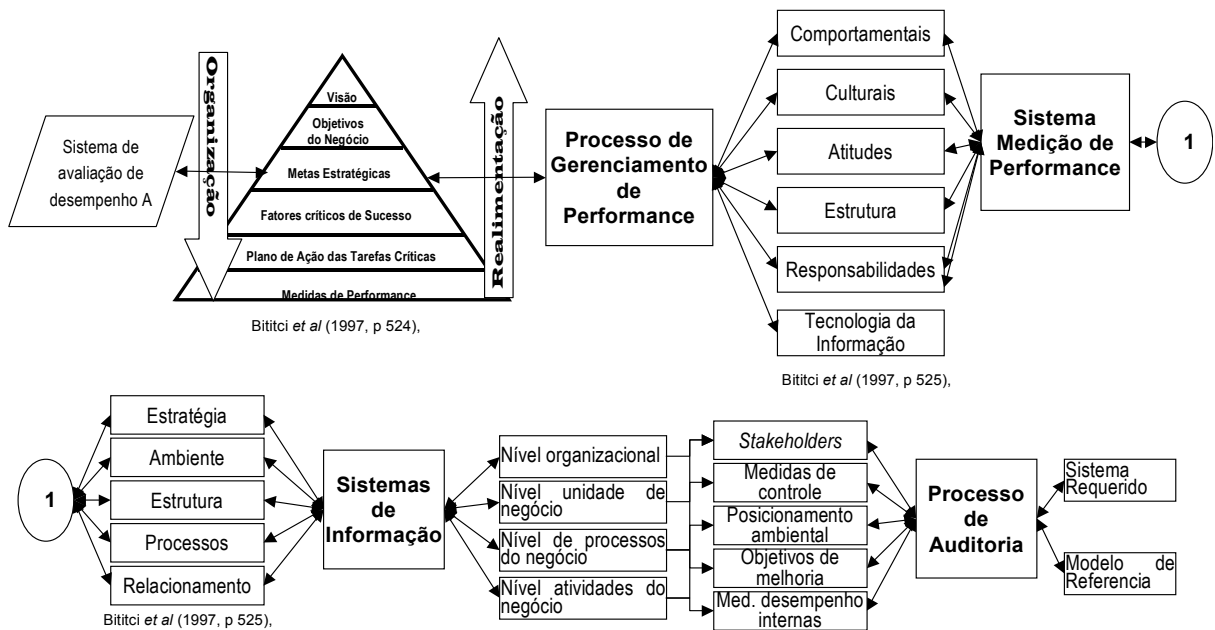 Sistema de
avaliação de
desempenho A
Organização
Visão
Objetivos
do Negócio
Metas Estratégicas
Fatores críticos de Sucesso
Plano de Ação das Tarefas Críticas
Medidas de Performance
Realimentação
Bititci et al (1997, p 524),
Processo de
Gerenciamento
de
Performance
Comportamentais
Culturais
Atitudes
Estrutura
Responsabilidades
Tecnologia da
Informação
Bititci et al (1997, p 525),
Sistema
Medição de
Performance
1
1
Estratégia
Ambiente
Estrutura
Processos
Relacionamento
Bititci et al (1997, p 525),
Sistemas
de
Informação
Nível organizacional
Nível unidade de
negócio
Nível de processos
do negócio
Nível atividades do
negócio
Stakeholders
Medidas de
controle
Posicionamento
ambiental
Objetivos de
melhoria
Med. desempenho
internas
Processo
de
Auditoria
Sistema
Requerido
Modelo de
Referencia